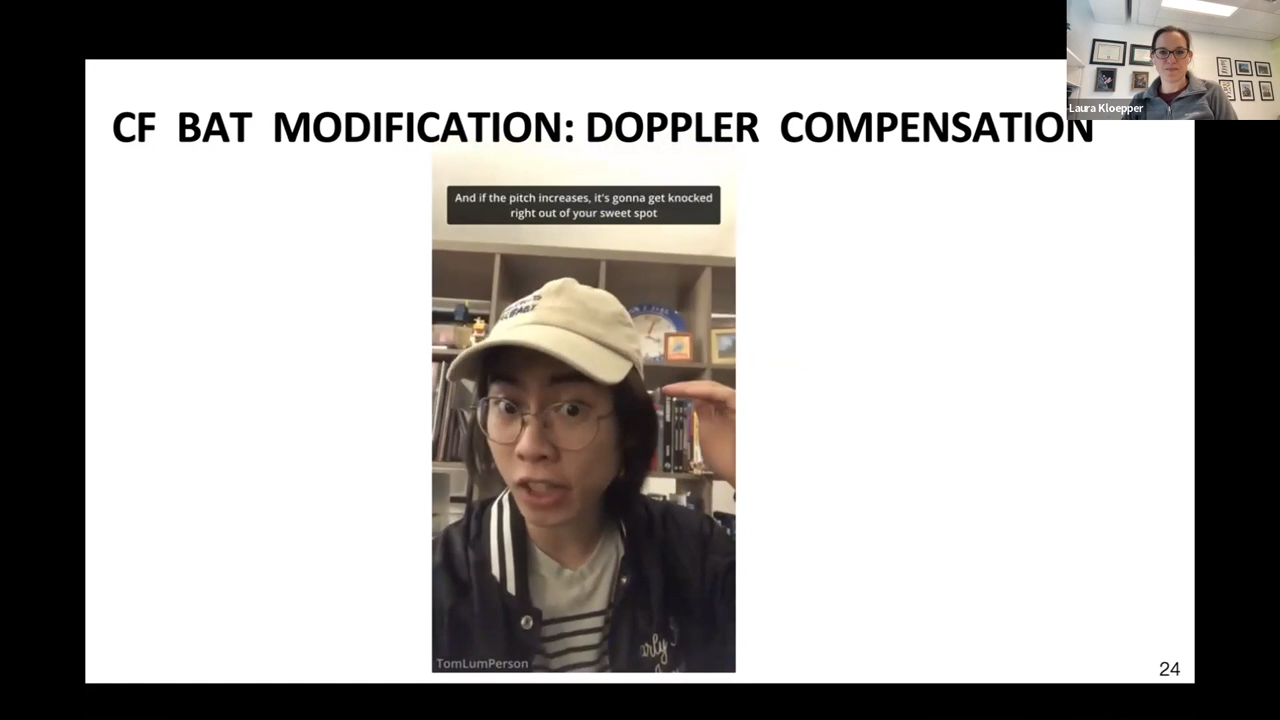 CF BAT MODIFICATION: DOPPLER COMPENSATION
Laura Kloepper
And if the pitch increases, it's gonna get knocked
right out of your sweet spot
TomLumPerson
24